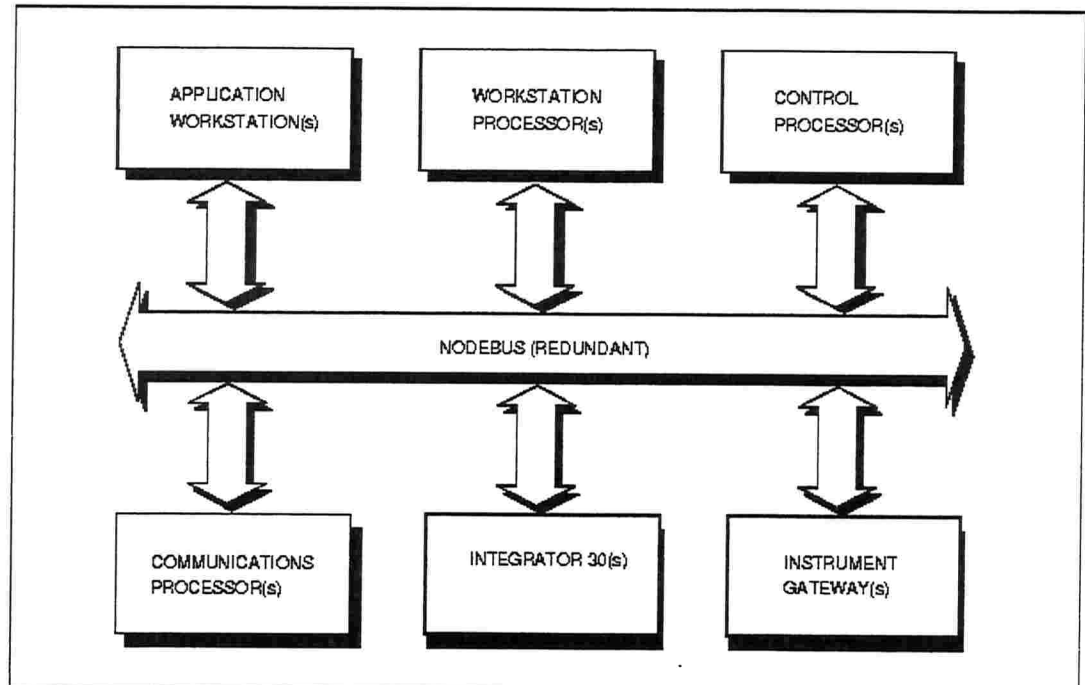 APPLICATION
WORKSTATION(s)
WORKSTATION
PROCESSOR(s)
CONTROL
PROCESSOR(s)
NODEBUS (REDUNDANT)
COMMUNICATIONS
PROCESSOR(s)
INTEGRATOR 30(s)
INSTRUMENT
GATEWAY(s)